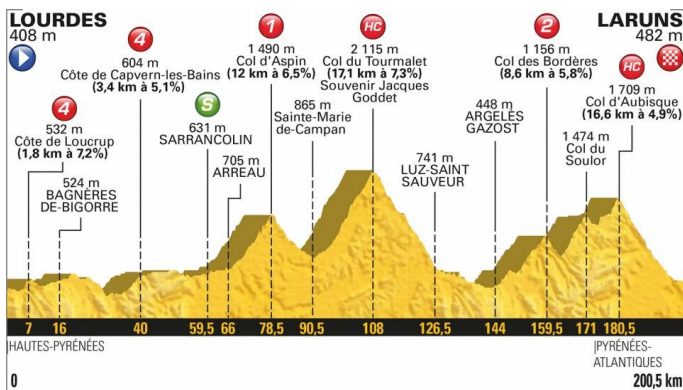 LOURDES
408 m
4
532 m
Côte de Loucrup
(1,8 km à 7,2%)
524 m
BAGNÈRES
DE-BIGORRE
4
604 m
Côte de Capvern-les-Bains
(3,4 km à 5,1%)
S
631 m
SARRANCOLIN
705 m
ARREAU
1
1 490 m
Col d'Aspin
(12 km à 6,5%)
865 m
Sainte-Marie
de-Campan
HC
2 115 m
Col du Tourmalet
(17,1 km à 7,3%)
Souvenir Jacques
Goddet
741 m
LUZ-SAINT
SAUVEUR
448 m
ARGELÈS
GAZOST
2
1 156 m
Col des Bordères
(8,6 km à 5,8%)
1 474 m
Col du
Soulor
HC
1 709 m
Col d'Aubisque
(16,6 km à 4,9%)
LARUNS
482 m
7 16 40 59,5 66 78,5 90,5 108 126,5 144 159,5 171 180,5
HAUTES-PYRÉNÉES
PYRÉNÉES-
ATLANTIQUES
0 200,5 km